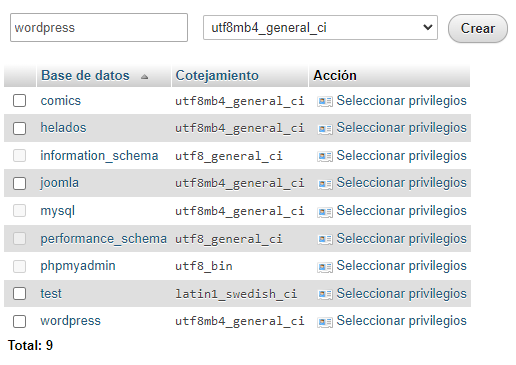 wordpress utf8mb4_general_ci Crear
Base de datos Cotejamiento Acción
comics utf8mb4_general_ci Seleccionar privilegios
helados utf8mb4_general_ci Seleccionar privilegios
information_schema utf8_general_ci Seleccionar privilegios
joomla utf8mb4_general_ci Seleccionar privilegios
mysql utf8mb4_general_ci Seleccionar privilegios
performance_schema utf8_general_ci Seleccionar privilegios
phpmyadmin utf8_bin Seleccionar privilegios
test latin1_swedish_ci Seleccionar privilegios
wordpress utf8mb4_general_ci Seleccionar privilegios
Total: 9